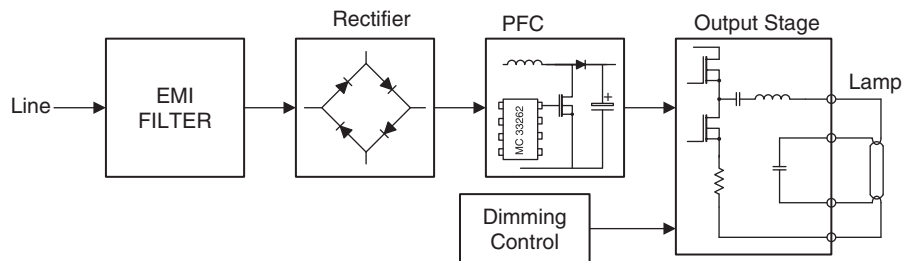 Rectifier
PFC
Output Stage
Line
EMI
FILTER
MC 33262
+
Lamp
Dimming
Control